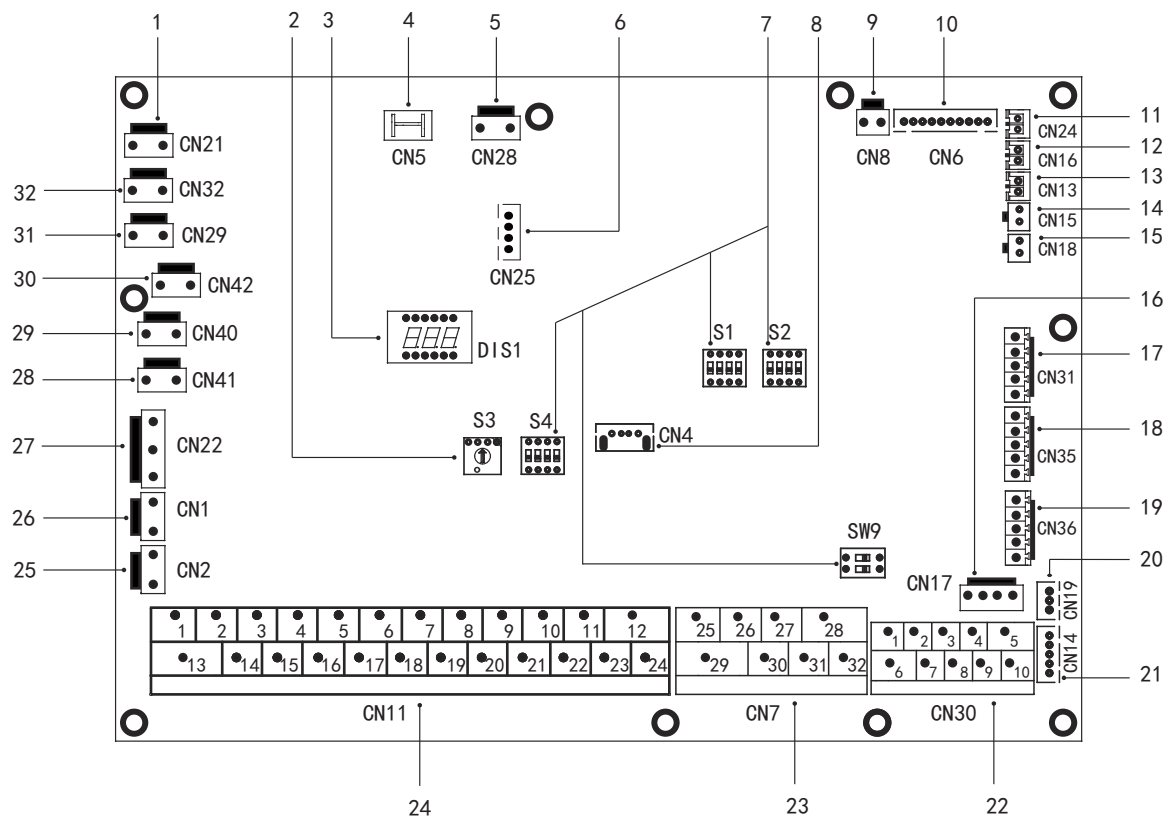 1 2 3 4 5 6 7 8 9 10
CN21 CN5 CN28 CN8 CN6 CN24 11
CN16 12
32 CN32 CN13 13
31 CN29 CN15 14
CN25 CN18 15
30 CN42
16
29 CN40 DIS1 S1 S2
28 CN41 CN31 17
27 CN22 S3 S4 CN4 CN35 18
2
26 CN1 CN36 19
SW9
25 CN2 CN17 CN19 20
1 2 3 4 5 6 7 8 9 10 11 12 25 26 27 28 1 2 3 4 5
13 14 15 16 17 18 19 20 21 22 23 24 29 30 31 32 6 7 8 9 10 CN14
21
CN11 CN7 CN30
24 23 22